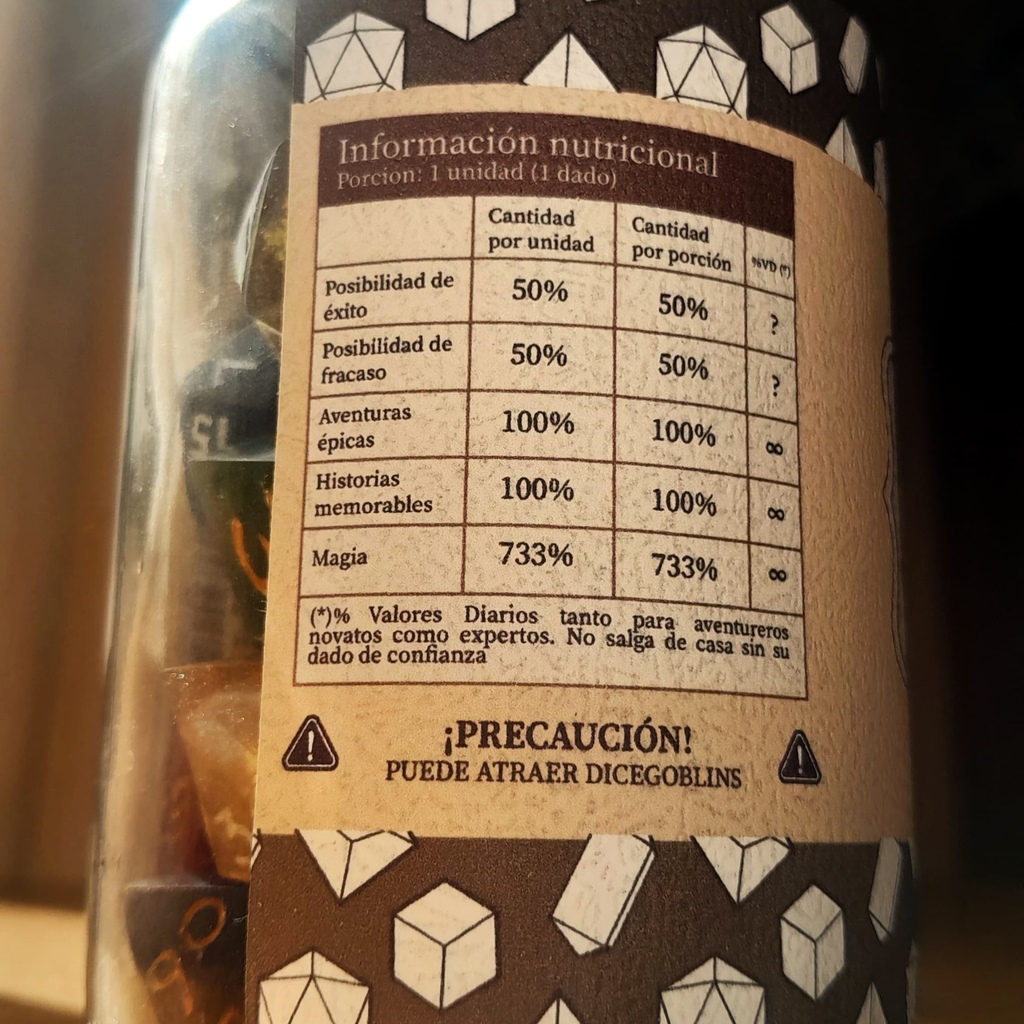 Información nutricional
Porción: 1 unidad (1 dado)
Cantidad por unidad Cantidad por porción %VD (*)
Posibilidad de éxito 50% 50% ?
Posibilidad de fracaso 50% 50% ?
Aventuras épicas 100% 100% ∞
Historias memorables 100% 100% ∞
Magia 733% 733% ∞
(*)% Valores Diarios tanto para aventureros
novatos como expertos. No salga de casa sin su
dado de confianza
¡PRECAUCIÓN!
PUEDE ATRAER DICEGOBLINS